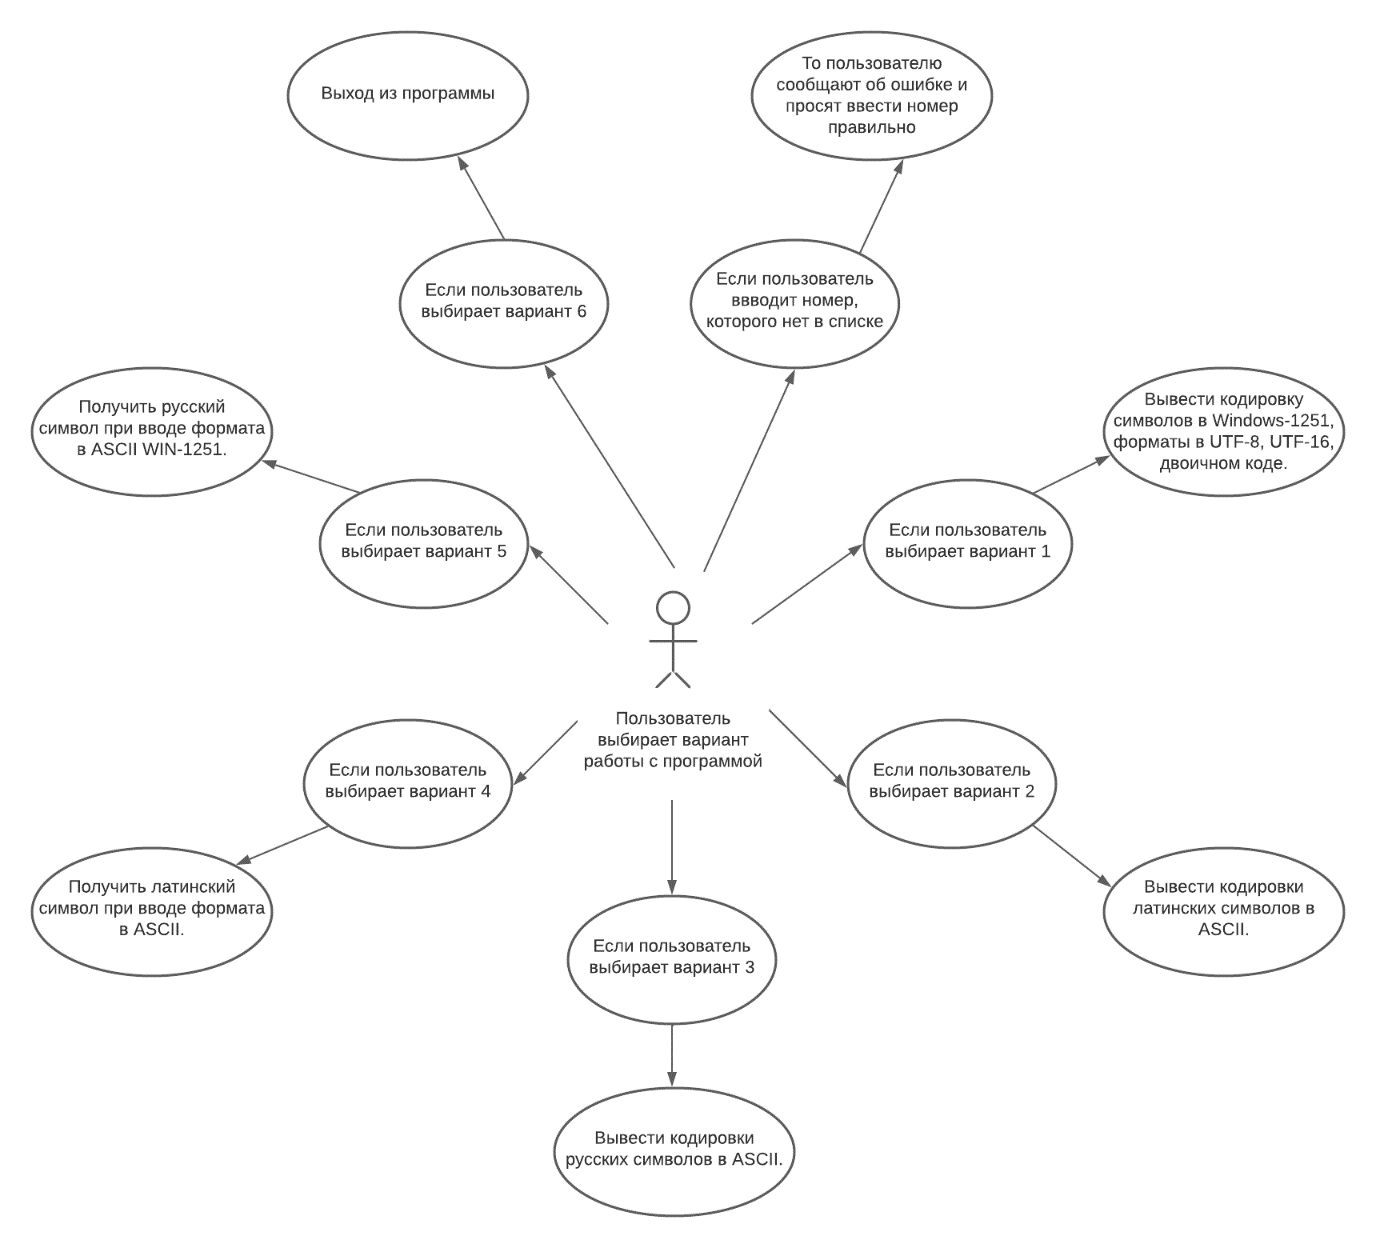 Выход из программы
То пользователю
сообщают об ошибке и
просят ввести номер
правильно
Если пользователь
выбирает вариант 6
Если пользователь
ввводит номер,
которого нет в списке
Получить русский
символ при вводе формата
в ASCII WIN-1251.
Вывести кодировку
символов в Windows-1251,
форматы в UTF-8, UTF-16,
двоичном коде.
Если пользователь
выбирает вариант 5
Если пользователь
выбирает вариант 1
Пользователь
выбирает вариант
работы с программой
Если пользователь
выбирает вариант 4
Если пользователь
выбирает вариант 2
Получить латинский
символ при вводе формата
в ASCII.
Вывести кодировки
латинских символов в
ASCII.
Если пользователь
выбирает вариант 3
Вывести кодировки
русских символов в ASCII.